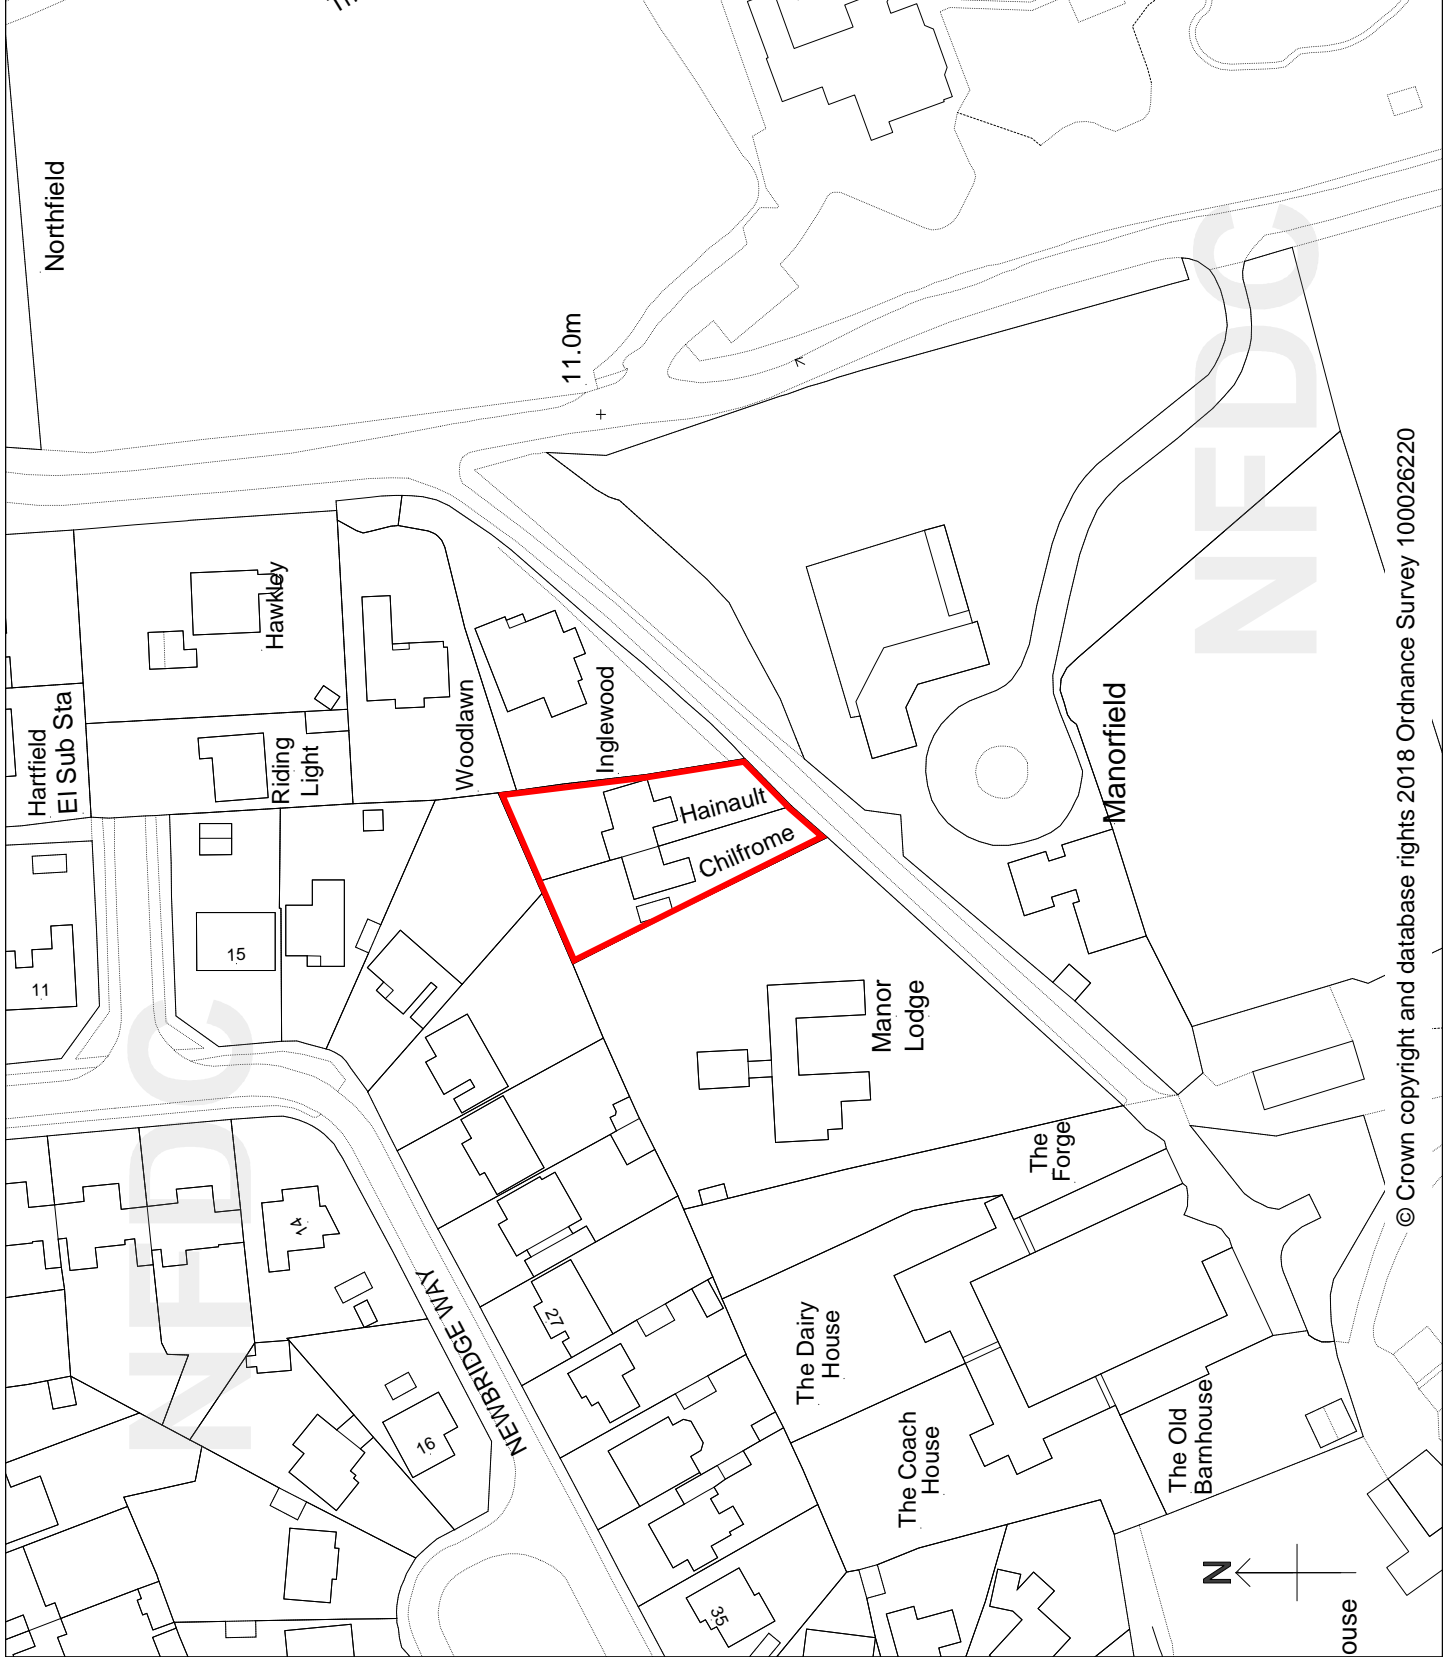 Northfield
11.0m
Hawkley
Hartfield
El Sub Sta
Riding
Light
Woodlawn
Inglewood
Hainault
Chilfrome
Manorfield
11
15
Manor
Lodge
The
Forge
14
NEWBRIDGE WAY
27
16
The Dairy
House
The Coach
House
The Old
Barnhouse
35
N
ouse
NFDC
NFDC
© Crown copyright and database rights 2018 Ordnance Survey 100026220